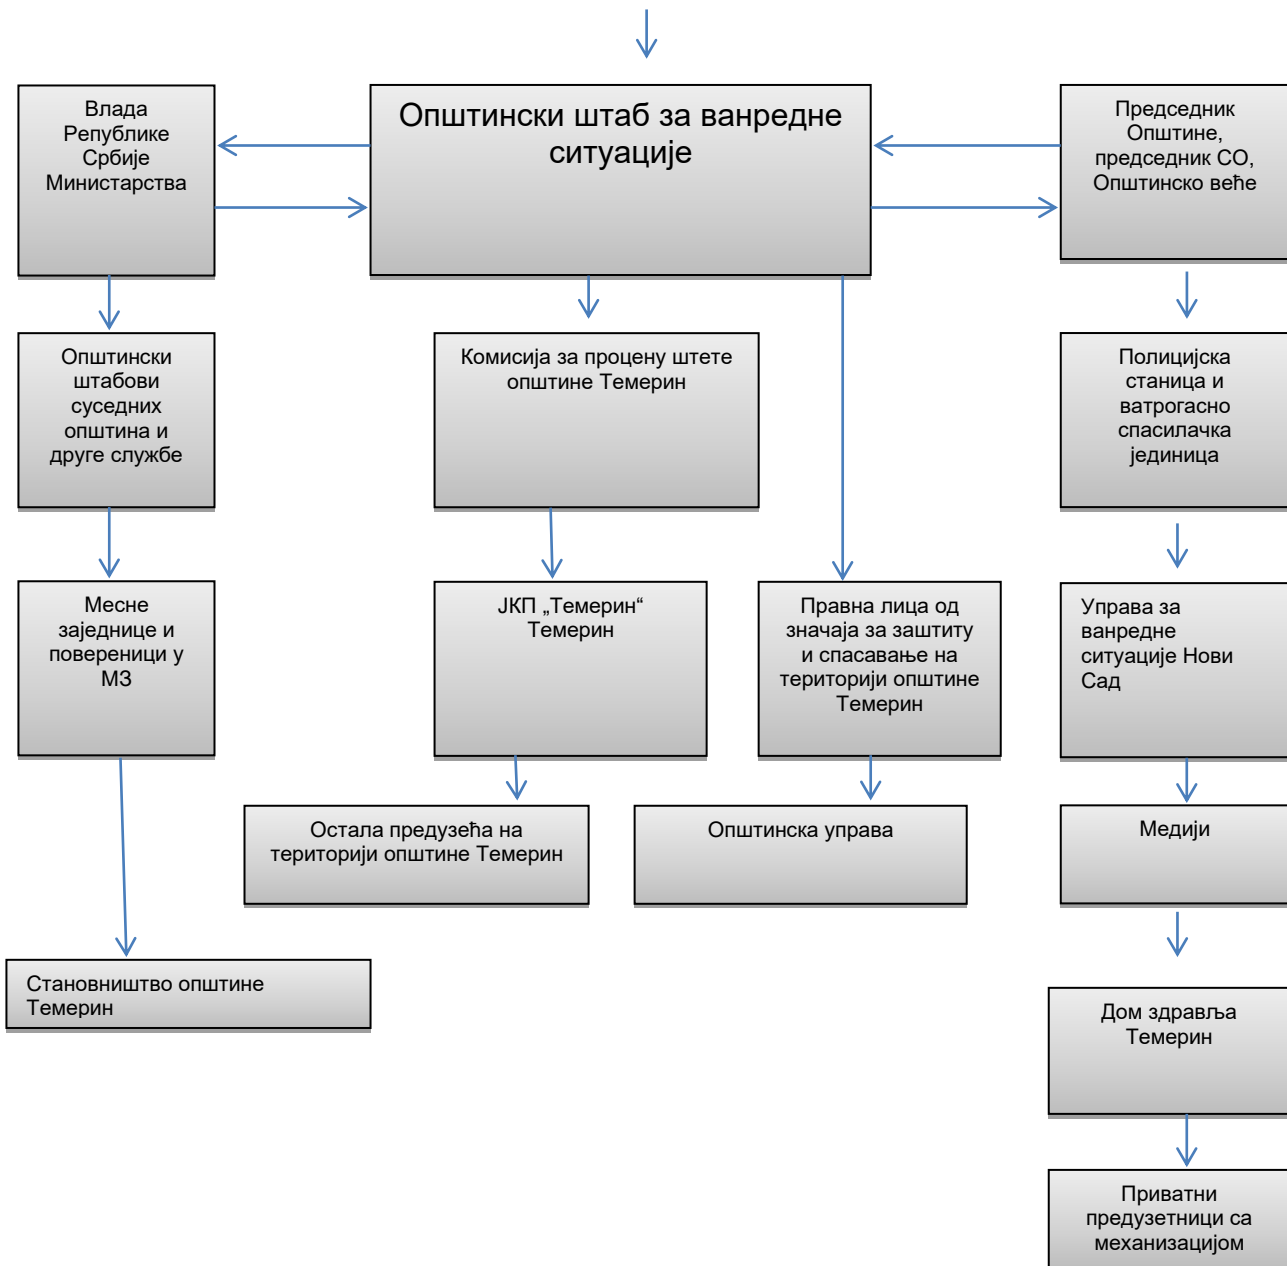 Влада
Републике
Србије
Министарства
Општински штаб за ванредне
ситуације
Председник
Општине,
председник СО,
Општинско веће
Општински
штабови
суседних
општина и
друге службе
Комисија за процену штете
општине Темерин
Полицијска
станица и
ватрогасно
спасилачка
јединица
Месне
заједнице и
повереници у
МЗ
ЈКП „Темерин“
Темерин
Правна лица од
значаја за заштиту
и спасавање на
територији општине
Темерин
Управа за
ванредне
ситуације Нови
Сад
Остала предузећа на
територији општине Темерин
Општинска управа
Медији
Становништво општине
Темерин
Дом здравља
Темерин
Приватни
предузетници са
механизацијом